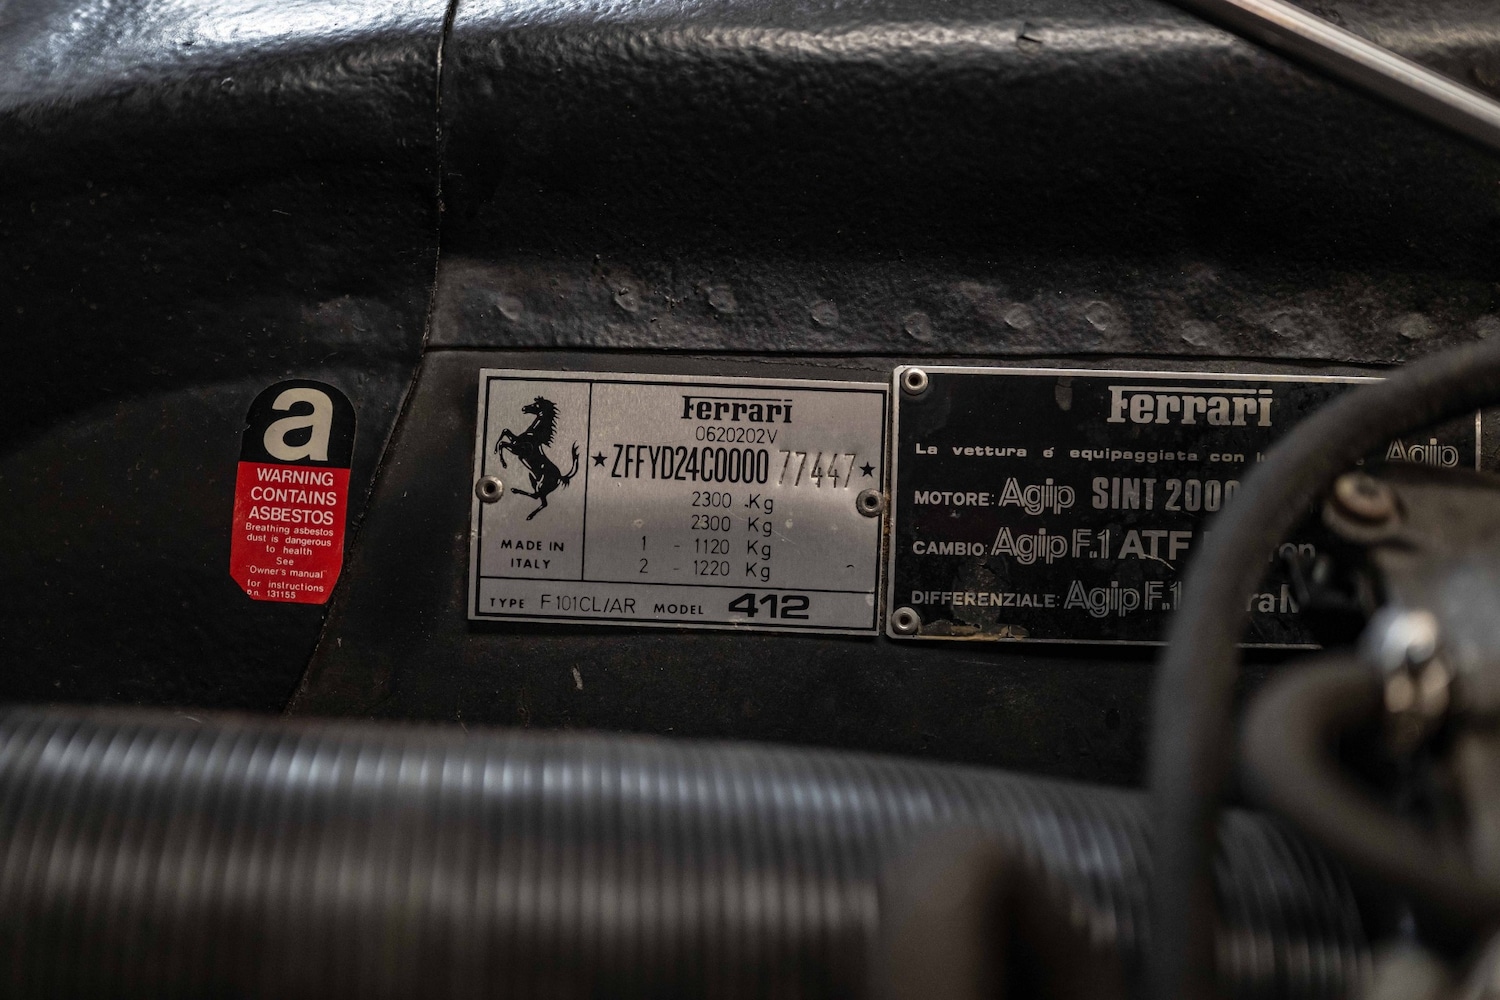 a
WARNING
CONTAINS
ASBESTOS
Breathing asbestos
dust is dangerous
to health
See
"Owner's manual"
for instructions
p.n. 131155
Ferrari
0620202V
★ZFFYD24C0000 77447★
2300 Kg
2300 Kg
1 - 1120 Kg
2 - 1220 Kg
MADE IN
ITALY
TYPE F101CL/AR MODEL 412
Ferrari
La vettura é equipaggiata con Agip
MOTORE: Agip SINT 2000
CAMBIO: Agip F.1 ATF
DIFFERENZIALE: Agip F.1